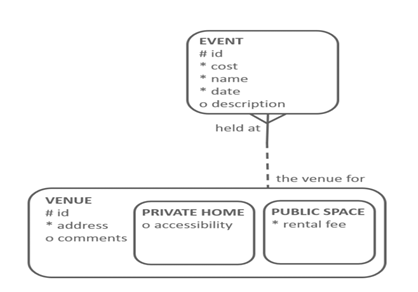 EVENT
# id
* cost
* name
* date
o description
held at
the venue for
VENUE
# id
* address
o comments
PRIVATE HOME
o accessibility
PUBLIC SPACE
* rental fee